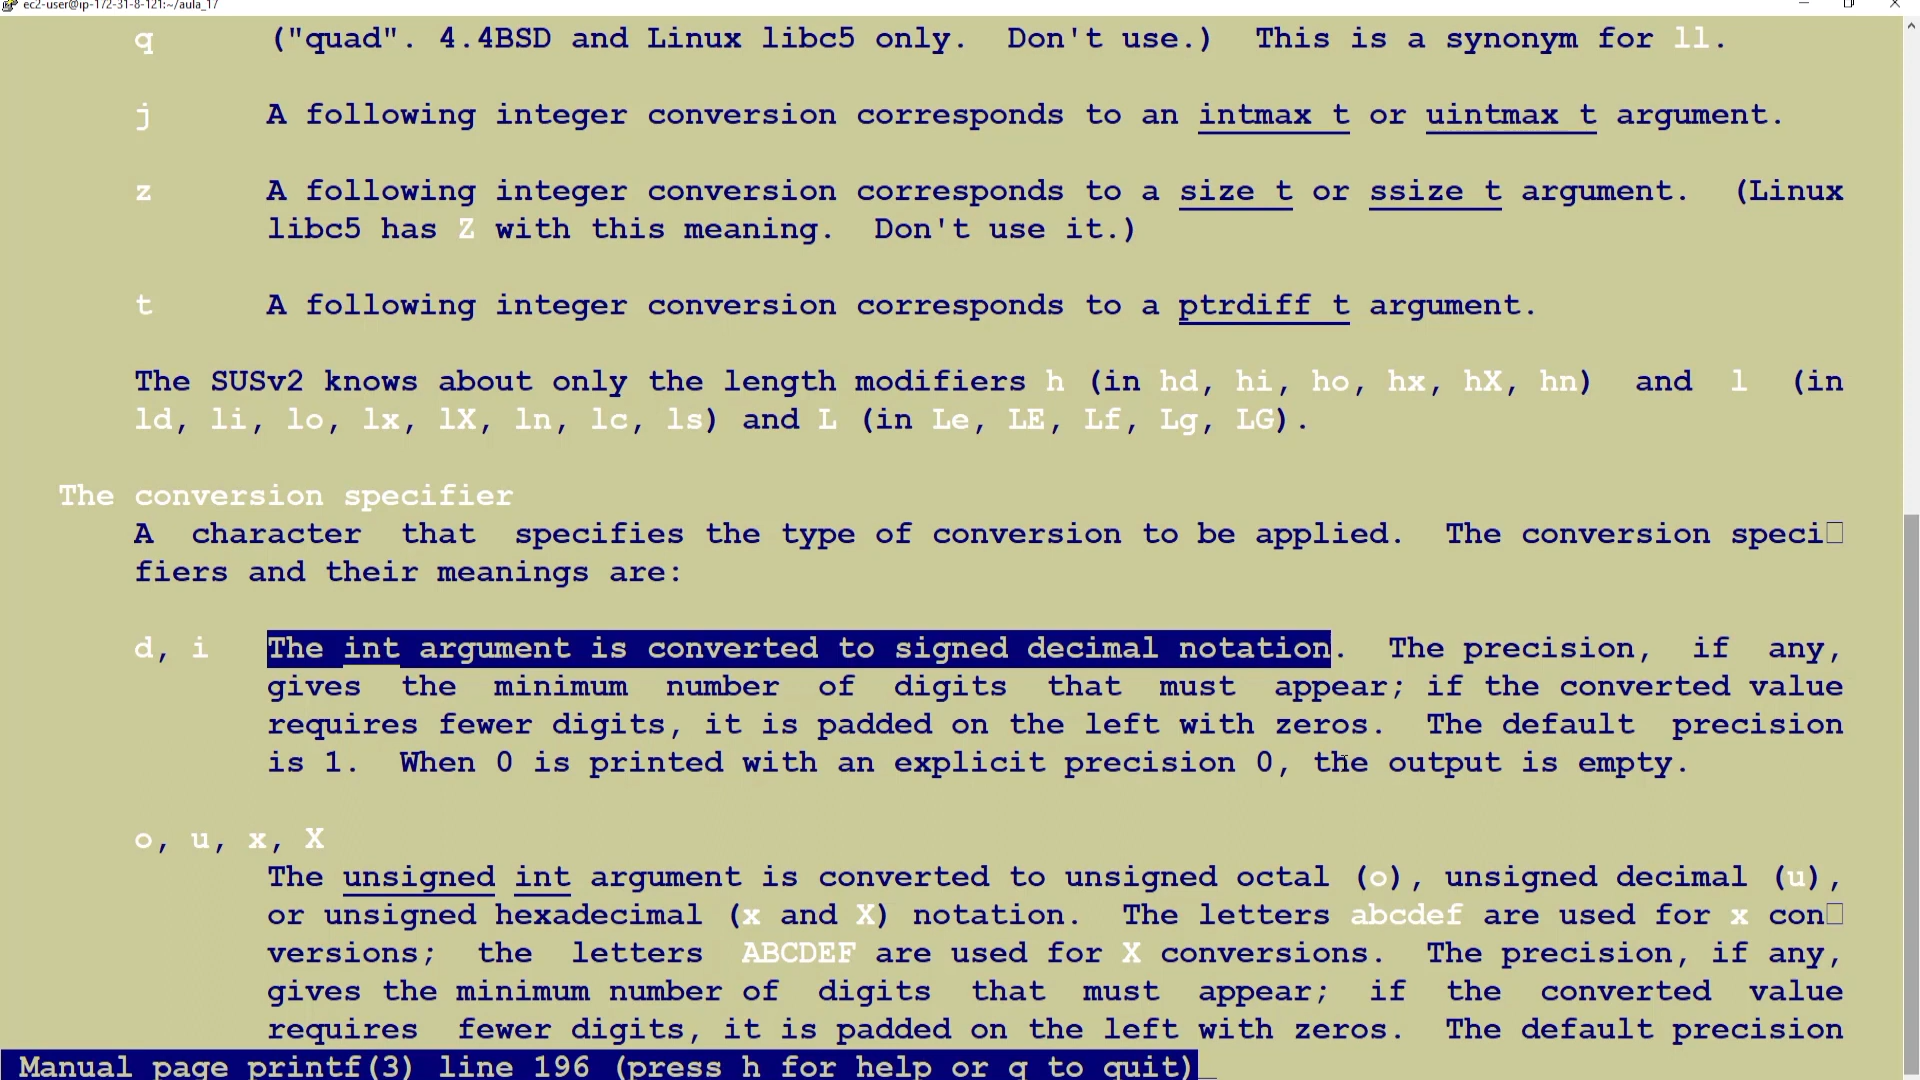 ec2-user@ip-172-31-8-121:~/aula_17
q ("quad". 4.4BSD and Linux libc5 only. Don't use.) This is a synonym for ll.
j A following integer conversion corresponds to an intmax t or uintmax t argument.
z A following integer conversion corresponds to a size t or ssize t argument. (Linux
libc5 has Z with this meaning. Don't use it.)
t A following integer conversion corresponds to a ptrdiff t argument.
The SUSv2 knows about only the length modifiers h (in hd, hi, ho, hx, hX, hn) and l (in
ld, li, lo, lx, lX, ln, lc, ls) and L (in Le, LE, Lf, Lg, LG).
The conversion specifier
A character that specifies the type of conversion to be applied. The conversion speci□
fiers and their meanings are:
d, i The int argument is converted to signed decimal notation. The precision, if any,
gives the minimum number of digits that must appear; if the converted value
requires fewer digits, it is padded on the left with zeros. The default precision
is 1. When 0 is printed with an explicit precision 0, the output is empty.
o, u, x, X
The unsigned int argument is converted to unsigned octal (o), unsigned decimal (u),
or unsigned hexadecimal (x and X) notation. The letters abcdef are used for x con□
versions; the letters ABCDEF are used for X conversions. The precision, if any,
gives the minimum number of digits that must appear; if the converted value
requires fewer digits, it is padded on the left with zeros. The default precision
Manual page printf(3) line 196 (press h for help or q to quit)